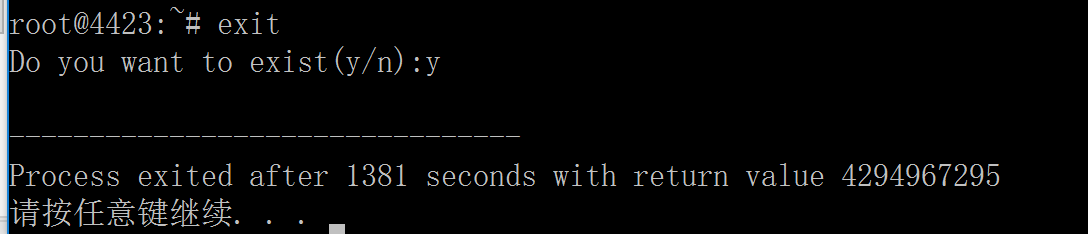 root@4423:~# exit
Do you want to exist(y/n):y
--------------------------------
Process exited after 1381 seconds with return value 4294967295
请按任意键继续. . .